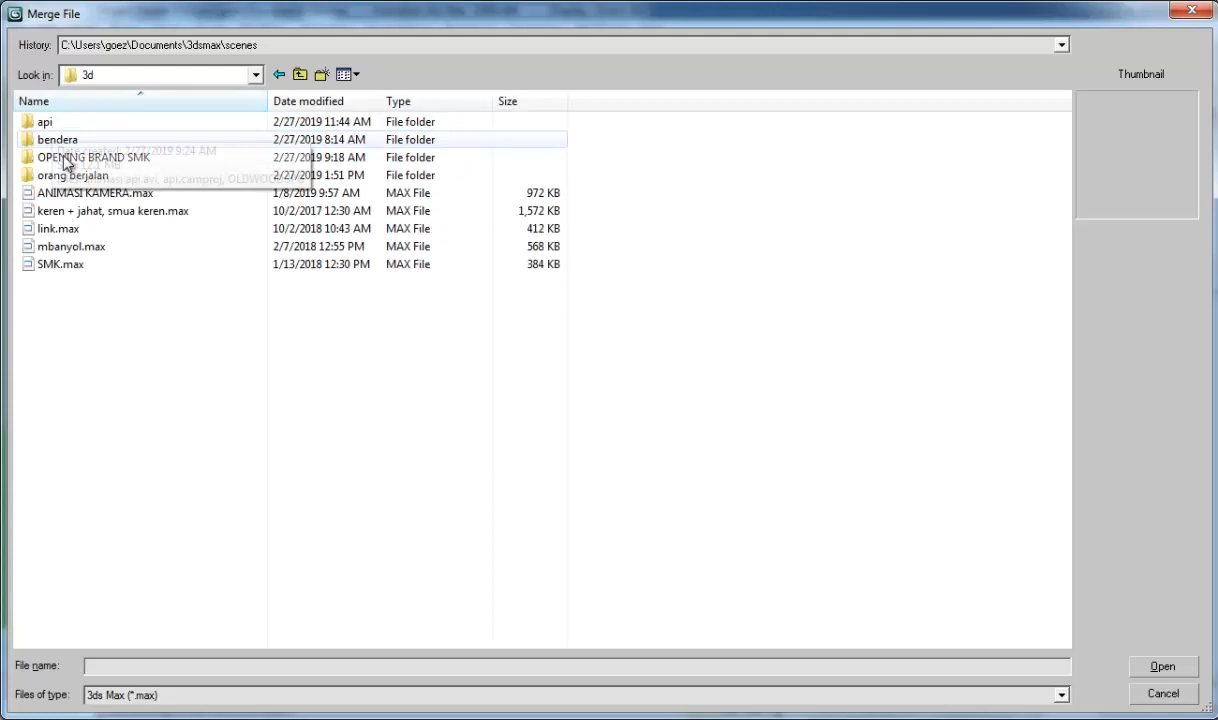 Merge File
History: C:\Users\goez\Documents\3dsmax\scenes
Look in: 3d
Thumbnail
Name Date modified Type Size
api 2/27/2019 11:44 AM File folder
bendera 2/27/2019 8:14 AM File folder
OPENING BRAND SMK 2/27/2019 9:18 AM File folder
orang berjalan 2/27/2019 1:51 PM File folder
ANIMASI KAMERA.max 1/8/2019 9:57 AM MAX File 972 KB
keren + jahat, smua keren.max 10/2/2017 12:30 AM MAX File 1,572 KB
link.max 10/2/2018 10:43 AM MAX File 412 KB
mbanyol.max 2/7/2018 12:55 PM MAX File 568 KB
SMK.max 1/13/2018 12:30 PM MAX File 384 KB
File name:
Open
Files of type: 3ds Max (*.max)
Cancel